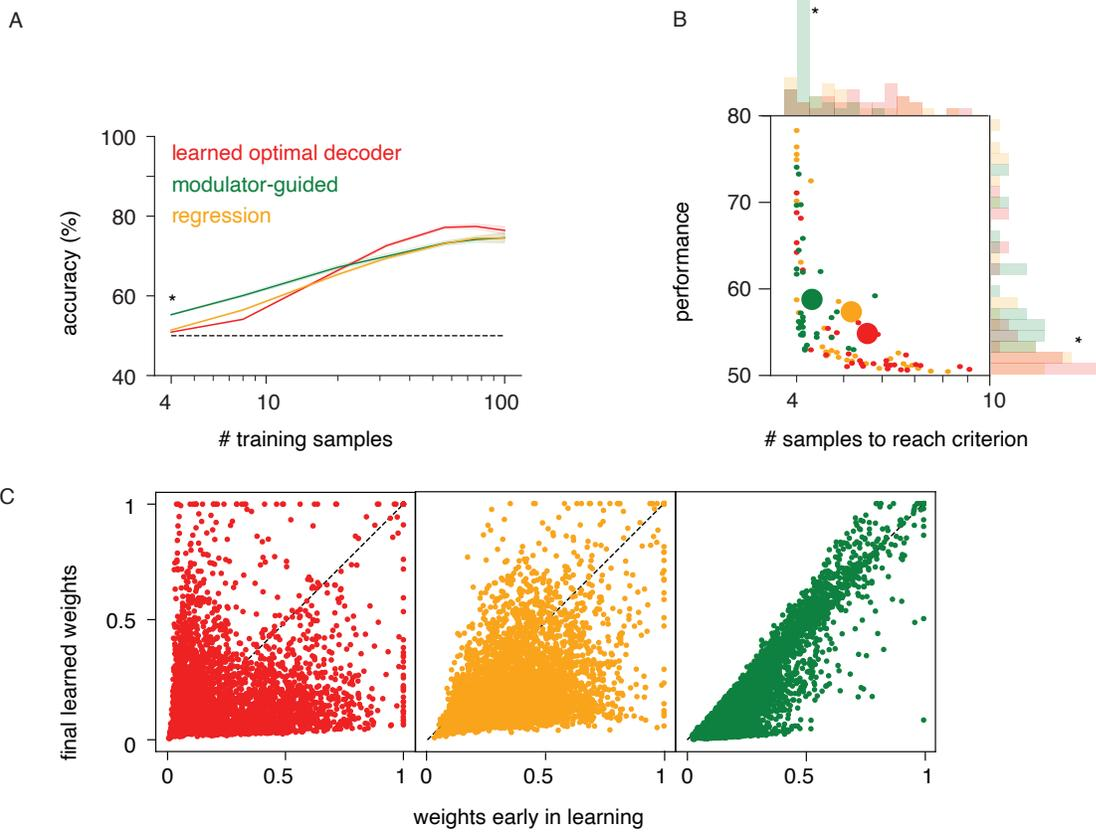 A
B
*
100
80
60
40
accuracy (%)
learned optimal decoder
modulator-guided
regression
*
4
10
100
# training samples
80
70
60
50
performance
*
4
10
# samples to reach criterion
C
1
0.5
0
final learned weights
0
0.5
1
0
0.5
1
0
0.5
1
weights early in learning